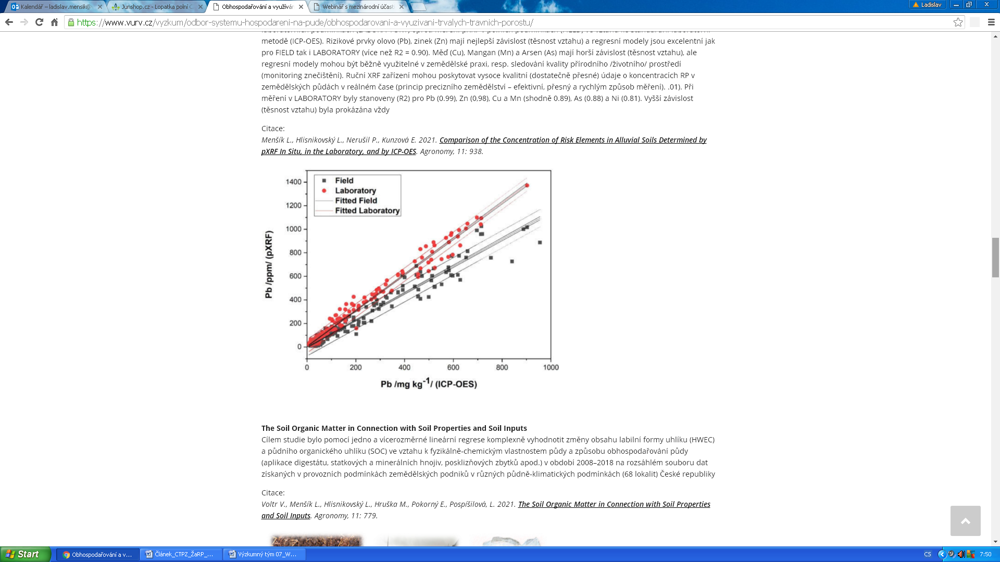 Kalendář – ladislav.mensik@
Junshop.cz - Lopatka polní Č
Obhospodařování a využívár
Webinář s mezinárodní účast
Ladislav
https://www.vurv.cz/vyzkum/odbor-systemu-hospodareni-na-pude/obhospodarovani-a-vyuzivani-trvalych-travnich-porostu/
metodě (ICP-OES). Rizikové prvky olovo (Pb), zinek (Zn) mají nejlepší závislost (těsnost vztahu) a regresní modely jsou excelentní jak
pro FIELD tak i LABORATORY (více než R2 = 0.90). Měď (Cu), Mangan (Mn) a Arsen (As) mají horší závislost (těsnost vztahu), ale
regresní modely mohou být běžně využitelné v zemědělské praxi, resp. sledování kvality přírodního /životního/ prostředí
(monitoring znečištění). Ruční XRF zařízení mohou poskytovat vysoce kvalitní (dostatečně přesné) údaje o koncentracích RP v
zemědělských půdách v reálném čase (princip precizního zemědělství – efektivní, přesný a rychlým způsob měření). .01). Při
měření v LABORATORY byly stanoveny (R2) pro Pb (0.99), Zn (0,98), Cu a Mn (shodně 0.89), As (0.88) a Ni (0.81). Vyšší závislost
(těsnost vztahu) byla prokázána vždy
Citace:
Menšík L., Hlisnikovský L., Nerušil P., Kunzová E. 2021. Comparison of the Concentration of Risk Elements in Alluvial Soils Determined by
pXRF In Situ, in the Laboratory, and by ICP-OES. Agronomy, 11: 938.
Field
Laboratory
Fitted Field
Fitted Laboratory
1400
1200
1000
800
600
400
200
0
Pb /ppm/ (pXRF)
0 200 400 600 800 1000
Pb /mg kg-1/ (ICP-OES)
The Soil Organic Matter in Connection with Soil Properties and Soil Inputs
Cílem studie bylo pomocí jedno a vícerozměrné lineární regrese komplexně vyhodnotit změny obsahu labilní formy uhlíku (HWEC)
a půdního organického uhlíku (SOC) ve vztahu k fyzikálně-chemickým vlastnostem půdy a způsobu obhospodařování půdy
(aplikace digestátu, statkových a minerálních hnojiv, posklizňových zbytků apod.) v období 2008–2018 na rozsáhlém souboru dat
získaných v provozních podmínkách zemědělských podniků v různých půdně-klimatických podmínkách (68 lokalit) České republiky
Citace:
Voltr V., Menšík L., Hlisnikovský L., Hruška M., Pokorný E., Pospíšilová, L. 2021. The Soil Organic Matter in Connection with Soil Properties
and Soil Inputs. Agronomy, 11: 779.
Start
Obhospodařování a v...
Článek_CTPZ_ŽaRP_...
Výzkumný tým 07_W...
CS
7:50